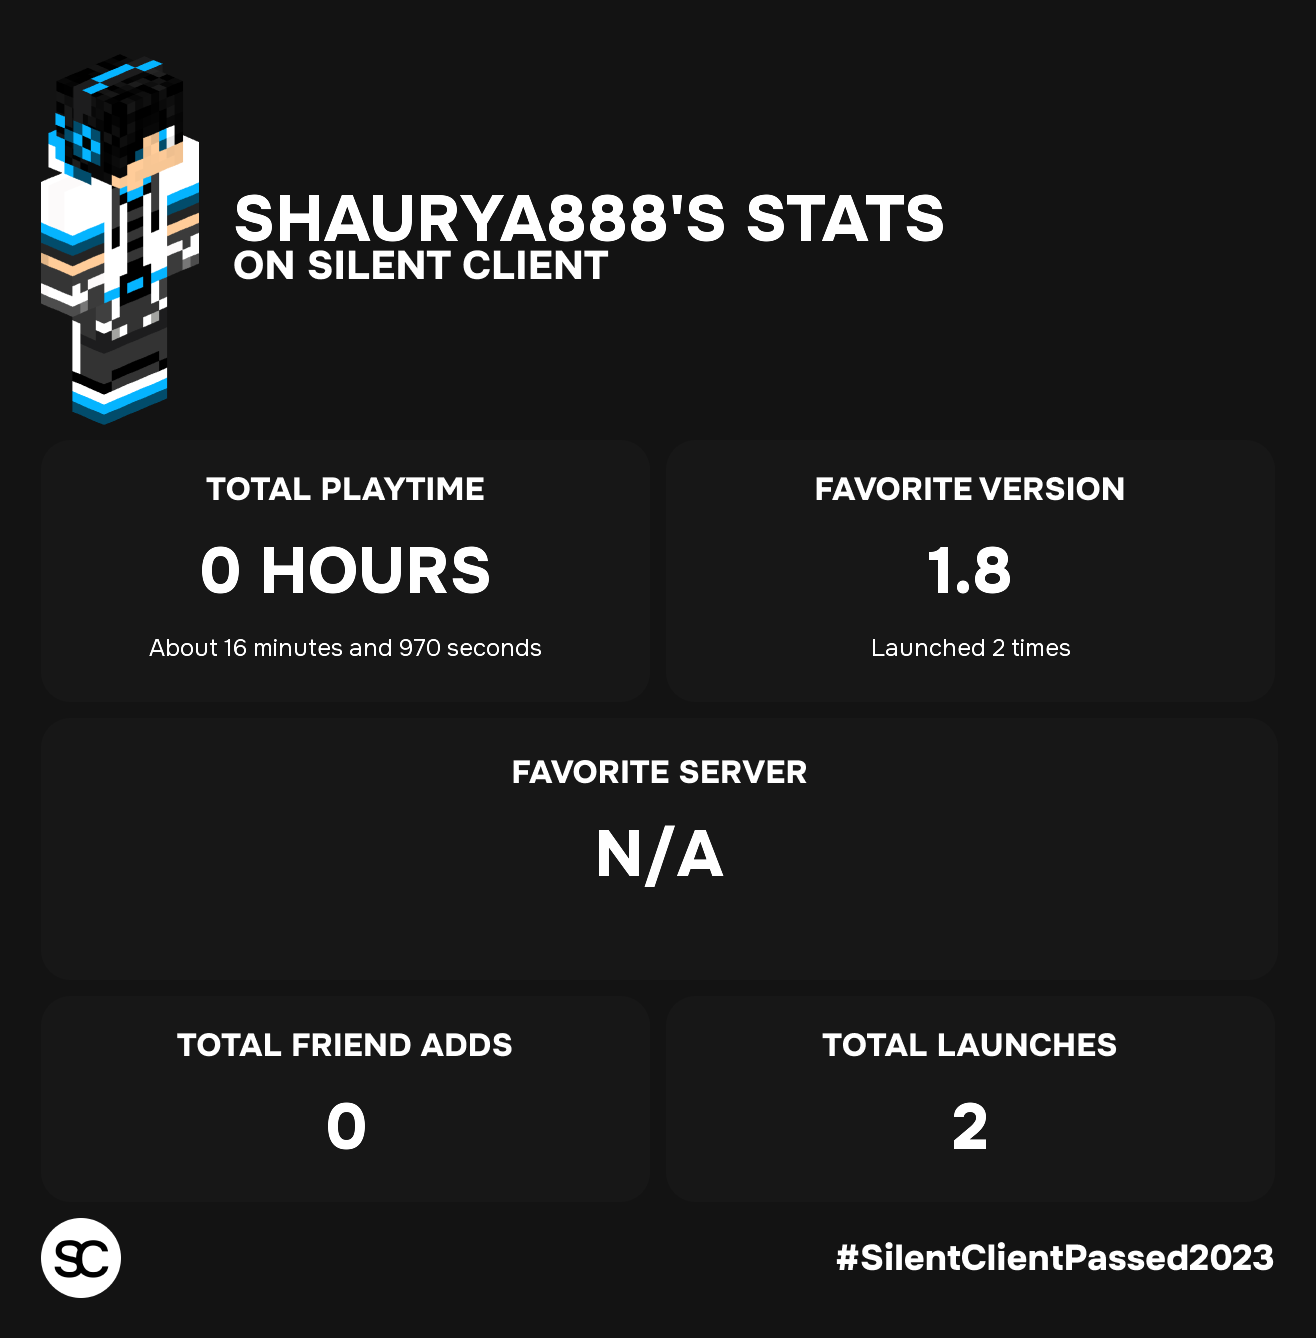 SHAURYA888'S STATS
ON SILENT CLIENT
TOTAL PLAYTIME
0 HOURS
About 16 minutes and 970 seconds
FAVORITE VERSION
1.8
Launched 2 times
FAVORITE SERVER
N/A
TOTAL FRIEND ADDS
0
TOTAL LAUNCHES
2
SC
#SilentClientPassed2023